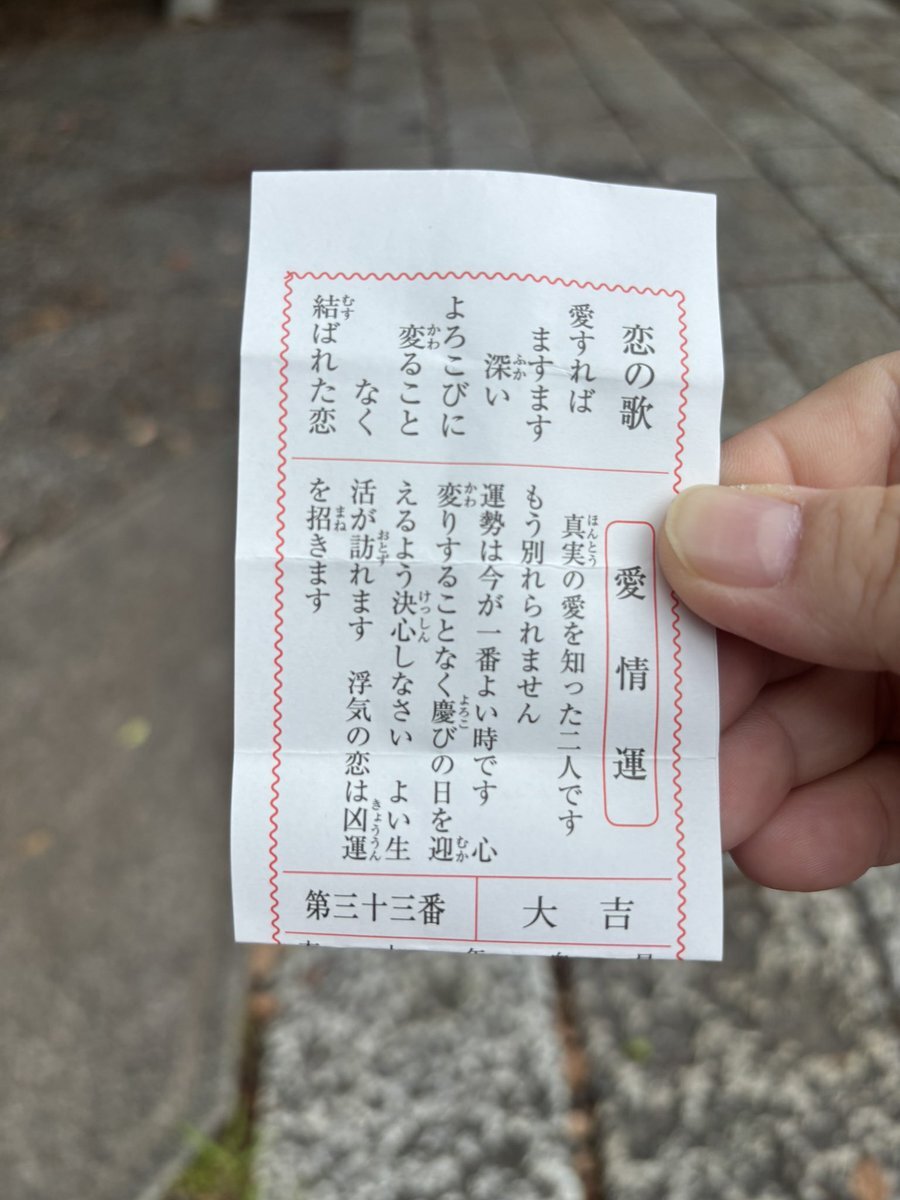 恋の歌
愛すれば
ますます
深い
よろこびに
変ること
なく
結ばれた恋
愛情運
真実の愛を知った二人です
もう別れられません
運勢は今が一番よい時です 心
変りすることなく慶びの日を迎
えるよう決心しなさい よい生
活が訪れます 浮気の恋は凶運
を招きます
大吉
第三十三番